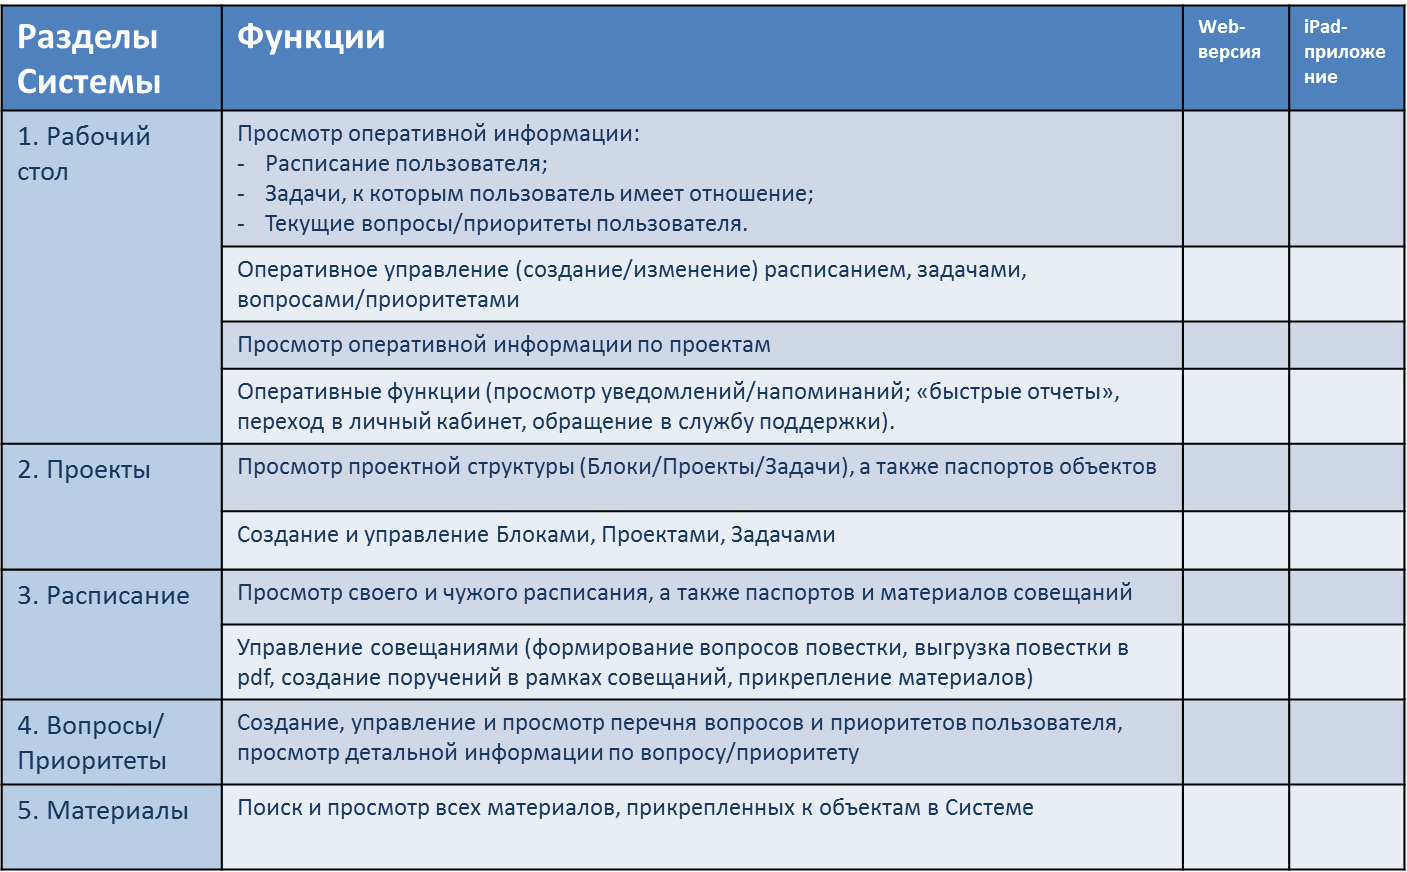 Разделы
Системы
Функции
Web-
версия
iPad-
приложе
ние
1. Рабочий
стол
Просмотр оперативной информации:
- Расписание пользователя;
- Задачи, к которым пользователь имеет отношение;
- Текущие вопросы/приоритеты пользователя.
Оперативное управление (создание/изменение) расписанием, задачами,
вопросами/приоритетами
Просмотр оперативной информации по проектам
Оперативные функции (просмотр уведомлений/напоминаний; «быстрые отчеты»,
переход в личный кабинет, обращение в службу поддержки).
2. Проекты
Просмотр проектной структуры (Блоки/Проекты/Задачи), а также паспортов объектов
Создание и управление Блоками, Проектами, Задачами
3. Расписание
Просмотр своего и чужого расписания, а также паспортов и материалов совещаний
Управление совещаниями (формирование вопросов повестки, выгрузка повестки в
pdf, создание поручений в рамках совещаний, прикрепление материалов)
4. Вопросы/
Приоритеты
Создание, управление и просмотр перечня вопросов и приоритетов пользователя,
просмотр детальной информации по вопросу/приоритету
5. Материалы
Поиск и просмотр всех материалов, прикрепленных к объектам в Системе